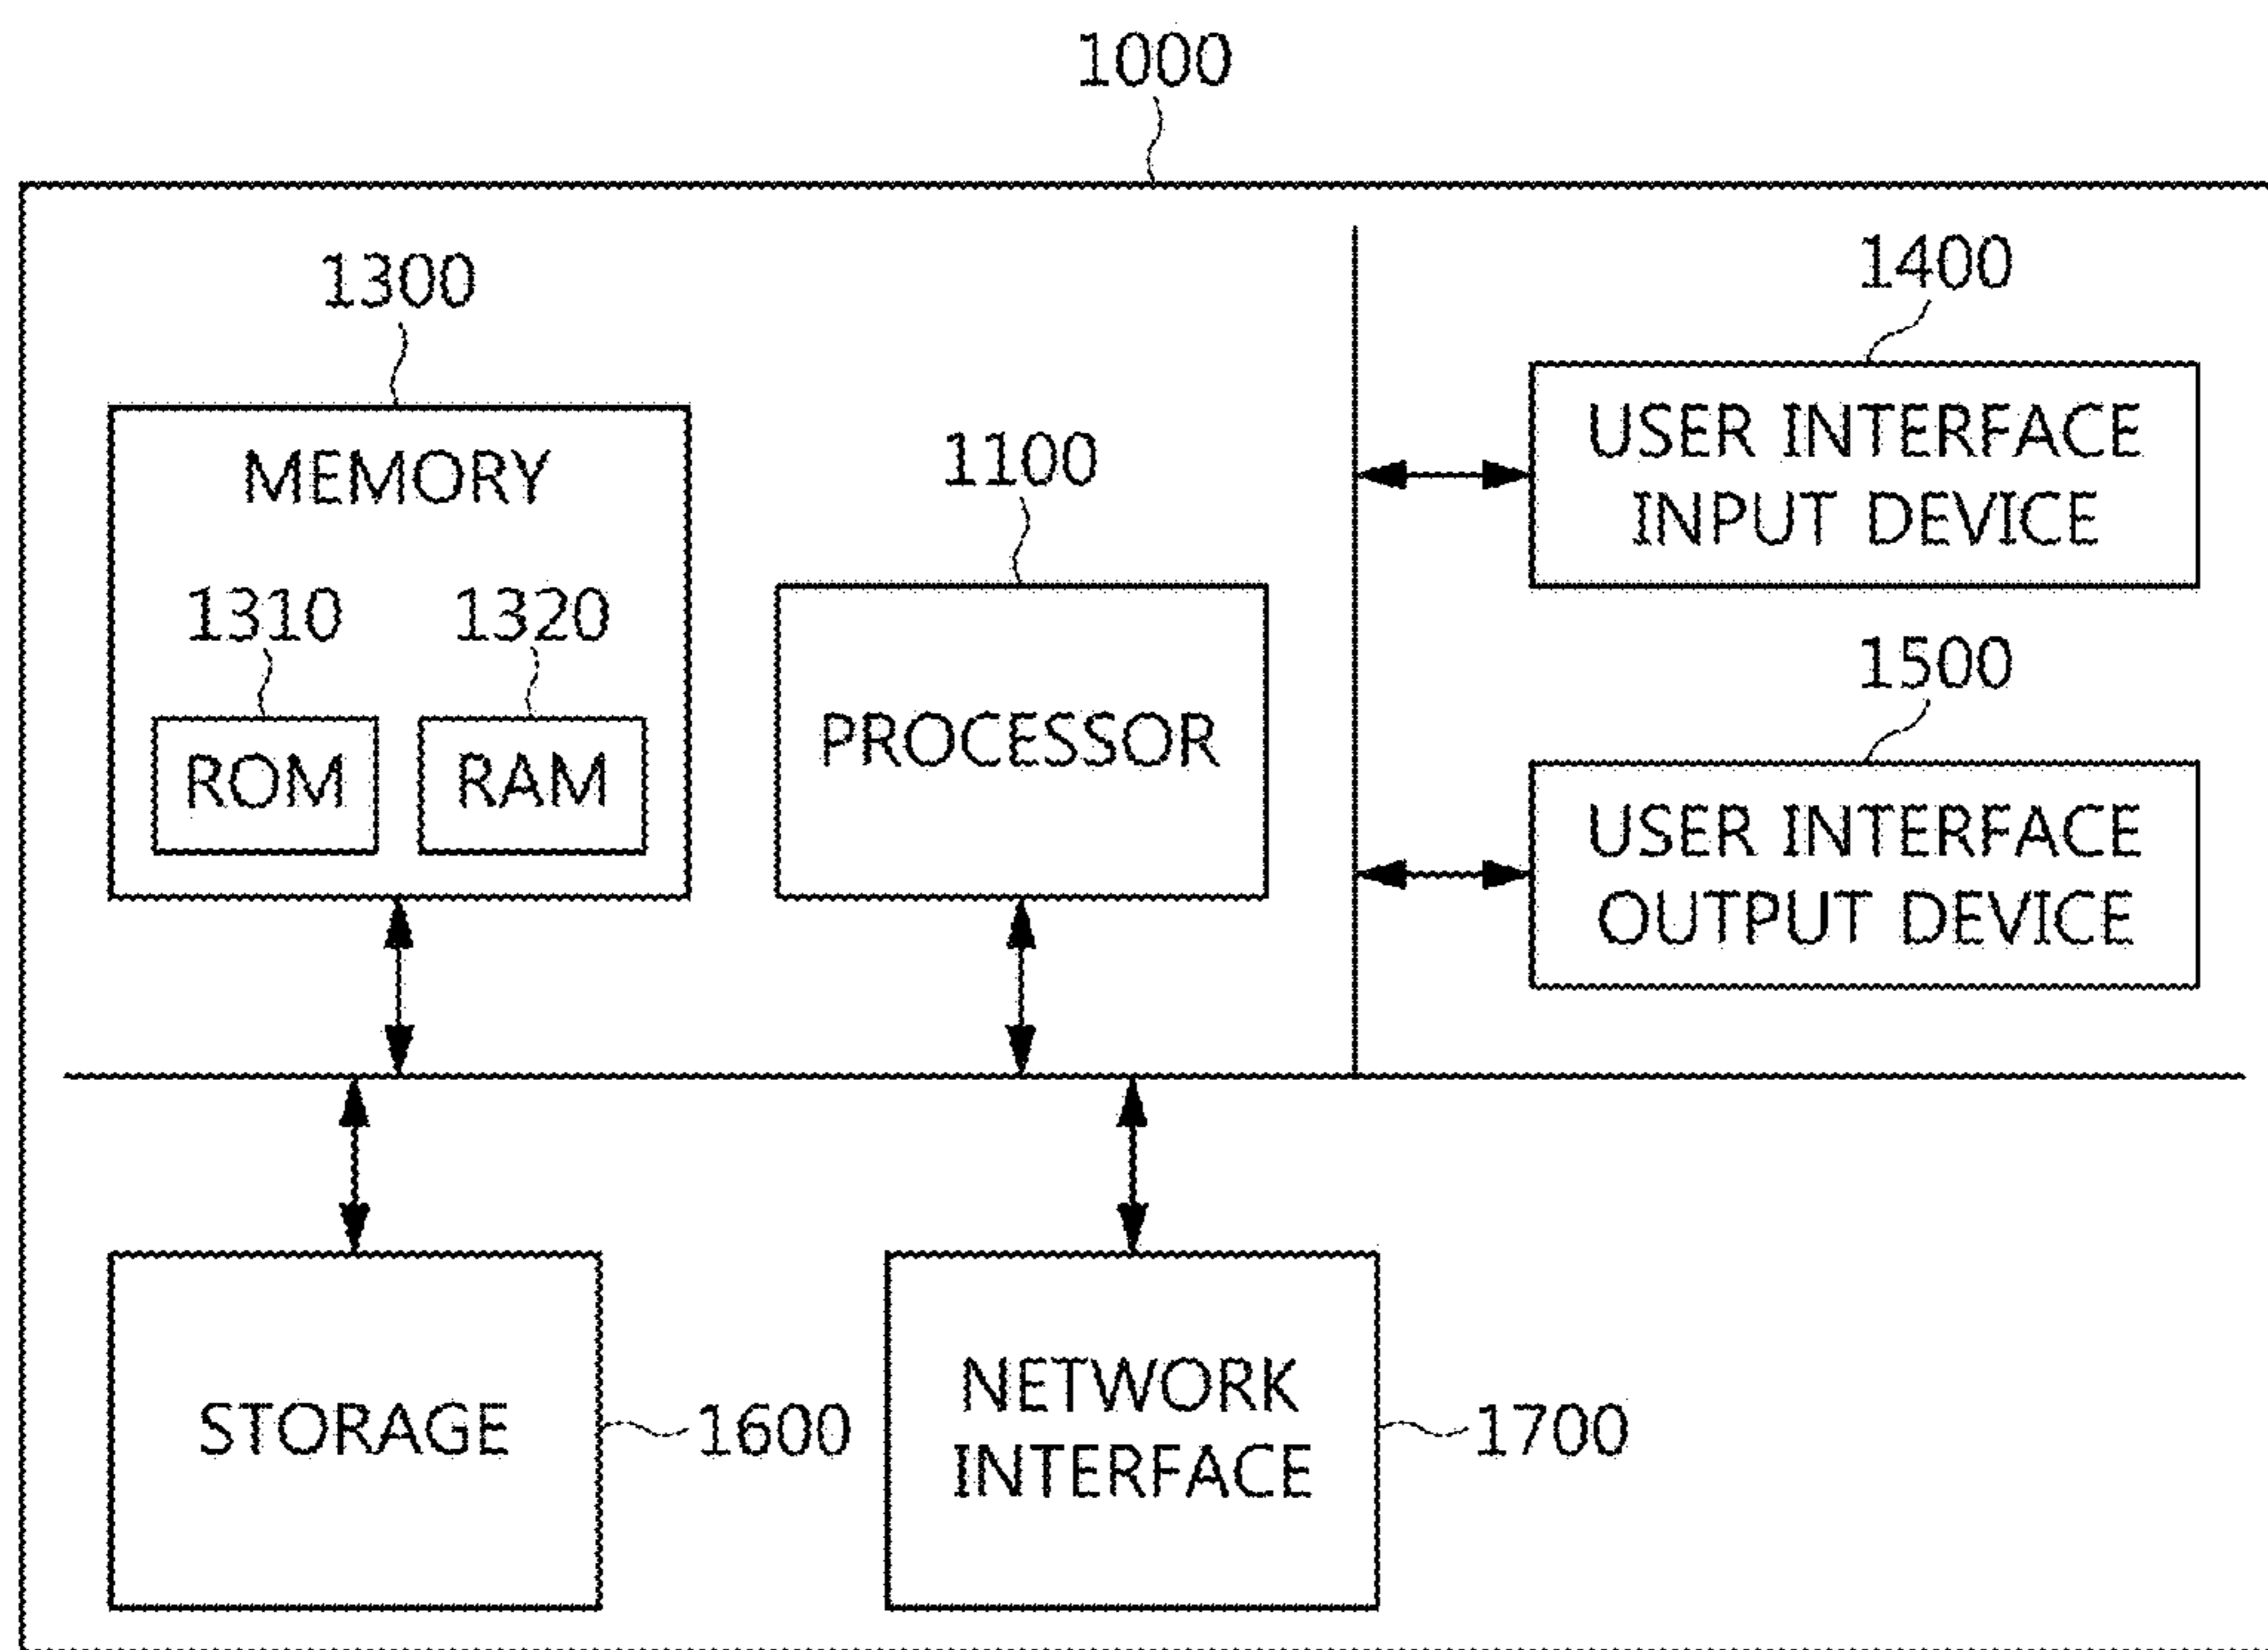 1000
1300
MEMORY
1310
1320
ROM
RAM
1100
PROCESSOR
1400
USER INTERFACE
INPUT DEVICE
1500
USER INTERFACE
OUTPUT DEVICE
STORAGE
1600
NETWORK
INTERFACE
1700